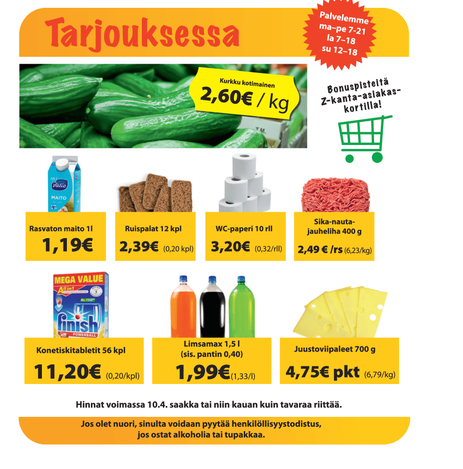 Tarjouksessa
Palvelemme
ma–pe 7-21
la 7–18
su 12–18
Kurkku kotimainen
2,60€ / kg
Bonuspisteitä
Z-kanta-asiakas-
kortilla!
Valio
MAITO
Rasvaton maito 1l
1,19€
Ruispalat 12 kpl
2,39€ (0,20 kpl)
WC-paperi 10 rll
3,20€ (0,32/rll)
Sika-nauta-
jauheliha 400 g
2,49 € /rs (6,23/kg)
MEGA VALUE
All in 1
finish
POWERBALL
Konetiskitabletit 56 kpl
11,20€ (0,20/kpl)
Limsamax 1,5 l
(sis. pantin 0,40)
1,99€ (1,33/l)
Juustoviipaleet 700 g
4,75€ pkt (6,79/kg)
Hinnat voimassa 10.4. saakka tai niin kauan kuin tavaraa riittää.
Jos olet nuori, sinulta voidaan pyytää henkilöllisyystodistus,
jos ostat alkoholia tai tupakkaa.